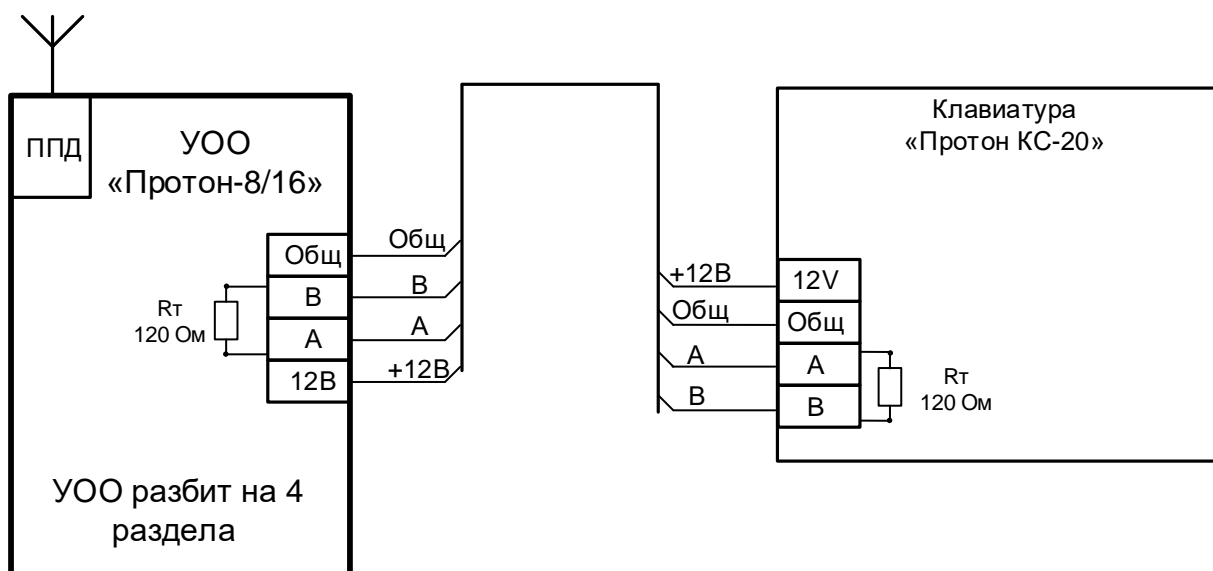 ППД
УОО
«Протон-8/16»
Общ
В
А
12В
Rт
120 Ом
Общ
В
А
+12В
УОО разбит на 4
раздела
+12В
Общ
А
В
Клавиатура
«Протон КС-20»
12V
Общ
А
В
Rт
120 Ом